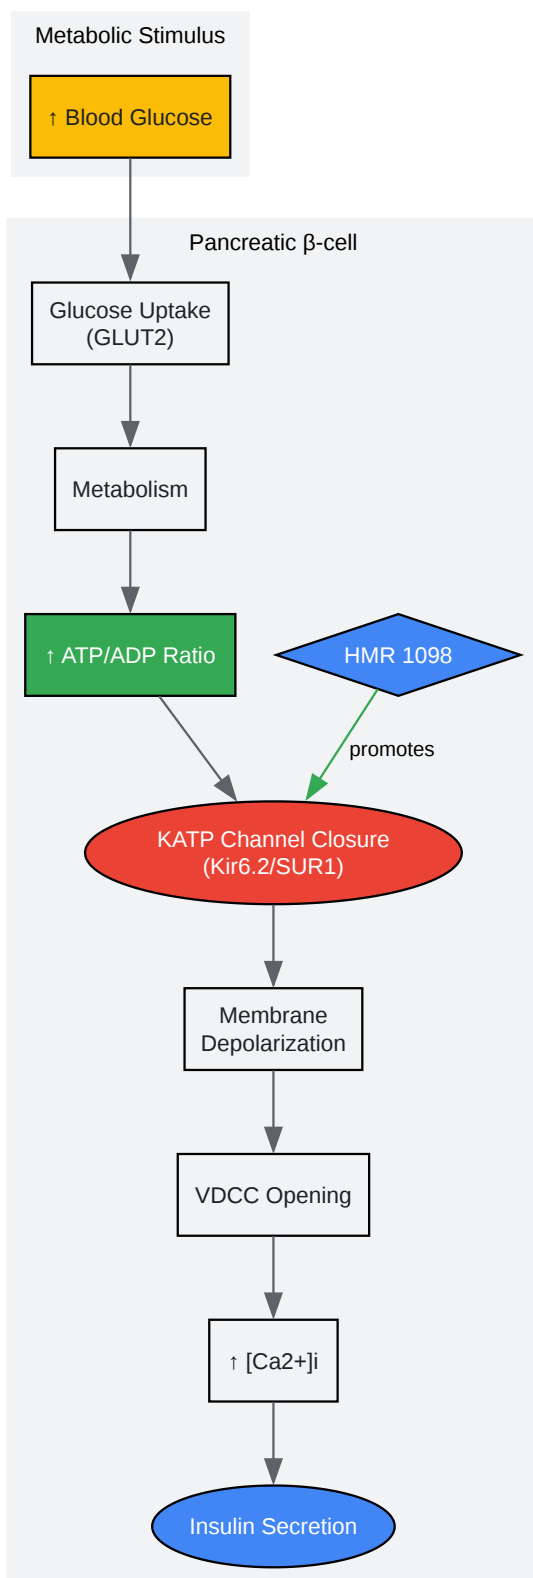 Metabolic Stimulus
↑ Blood Glucose
Pancreatic β-cell
Glucose Uptake
(GLUT2)
Metabolism
↑ ATP/ADP Ratio
HMR 1098
promotes
KATP Channel Closure
(Kir6.2/SUR1)
Membrane
Depolarization
VDCC Opening
↑ [Ca2+]i
Insulin Secretion